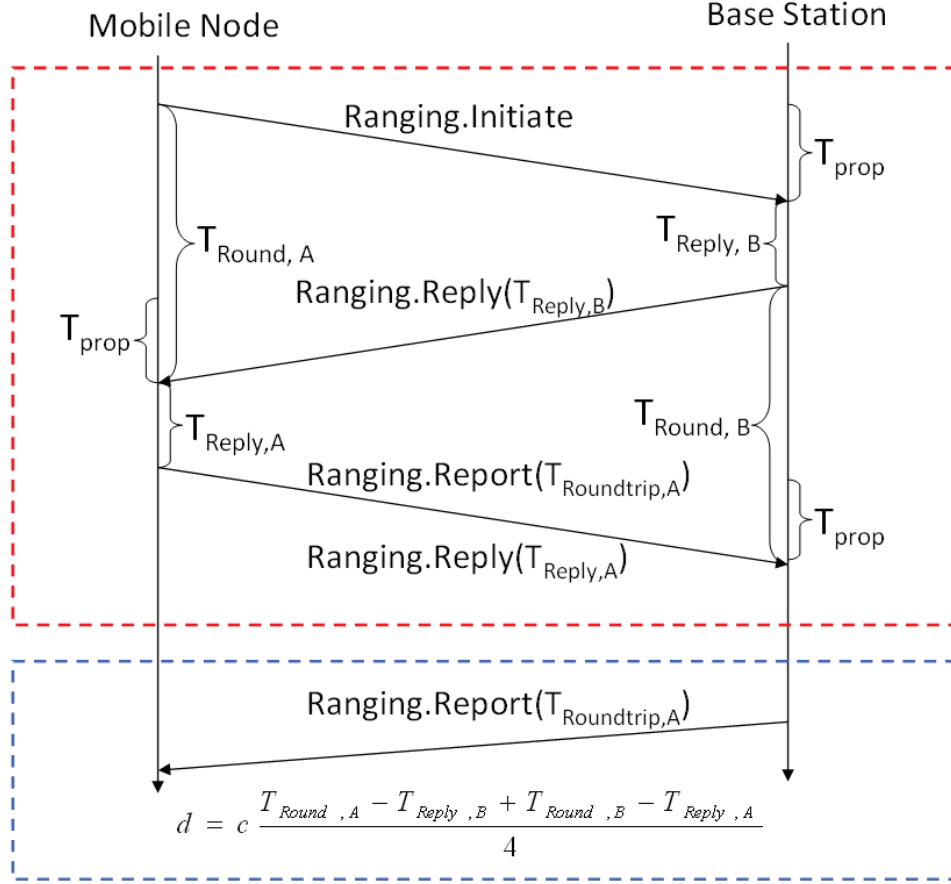 Mobile Node
Base Station
Ranging.Initiate
T_prop
T_Round, A
T_Reply, B
Ranging.Reply(T_Reply,B)
T_prop
T_Reply,A
T_Round, B
Ranging.Report(T_Roundtrip,A)
T_prop
Ranging.Reply(T_Reply,A)
Ranging.Report(T_Roundtrip,A)
d = c (T_Round , A − T_Reply , B + T_Round , B − T_Reply , A) / 4